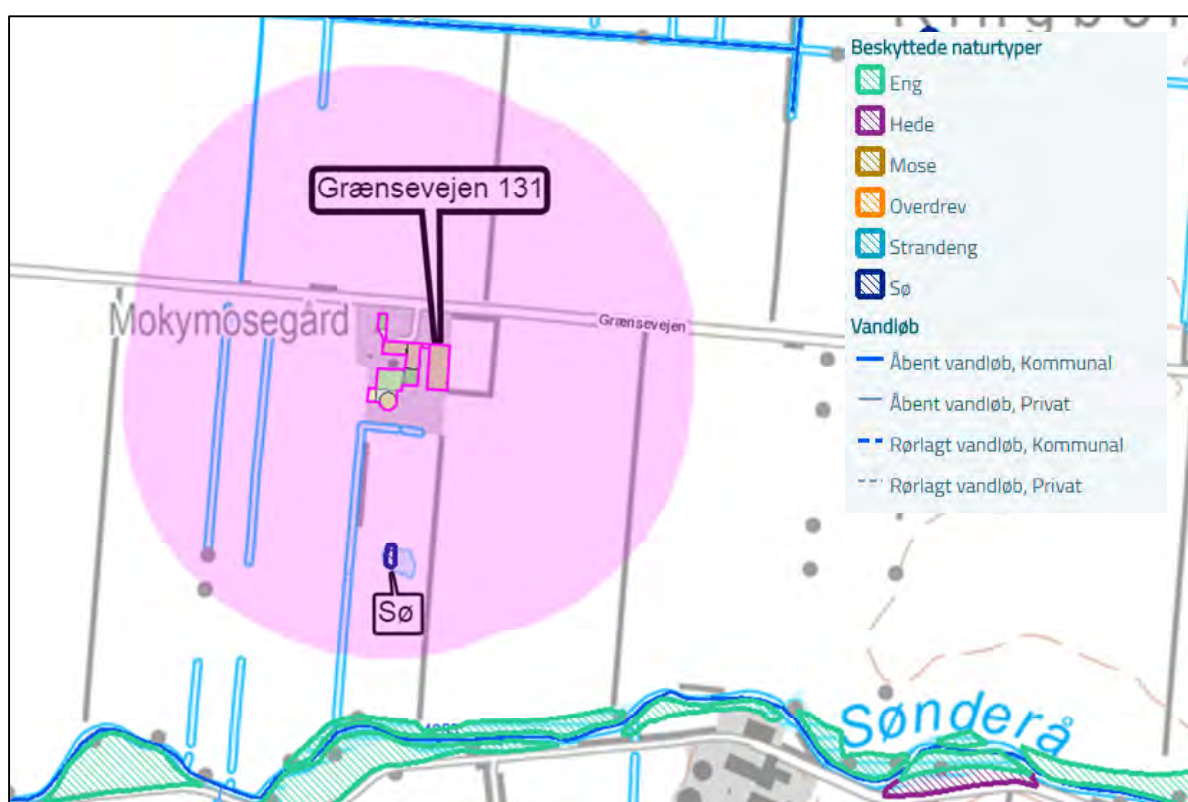 Beskyttede naturtyper
Eng
Hede
Mose
Overdrev
Strandeng
Sø
Vandløb
Åbent vandløb, Kommunal
Åbent vandløb, Privat
Rørlagt vandløb, Kommunal
Rørlagt vandløb, Privat
Grænsevejen 131
Mokymosegård
Grænsevejen
Sø
Sønderå